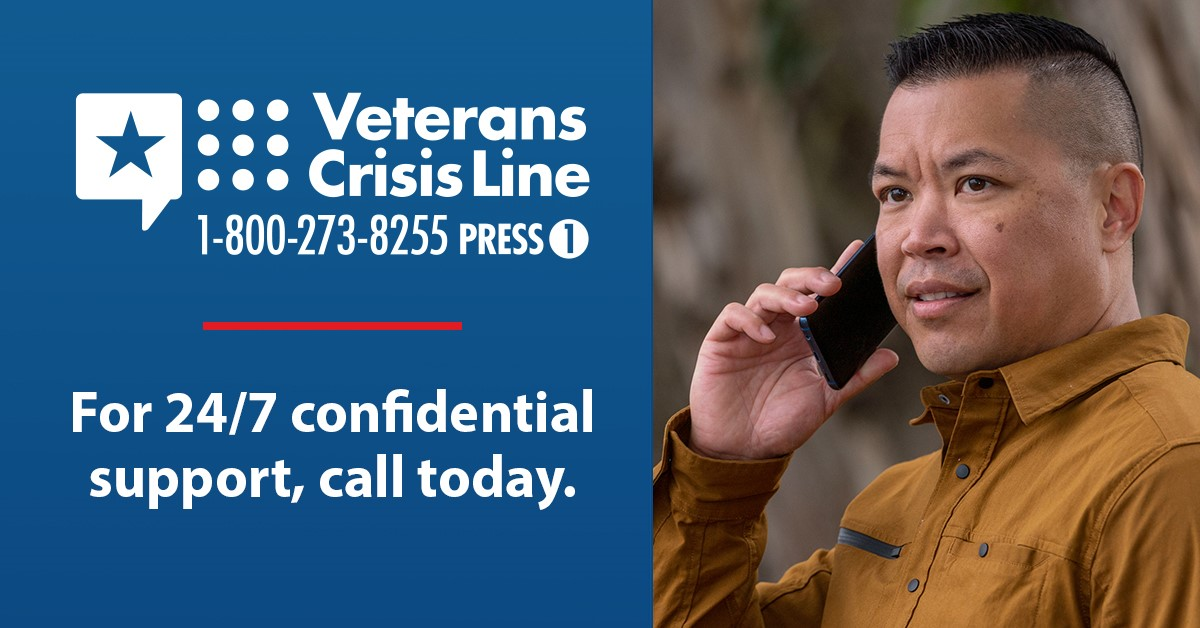 Veterans
Crisis Line
1-800-273-8255 PRESS 1
For 24/7 confidential
support, call today.